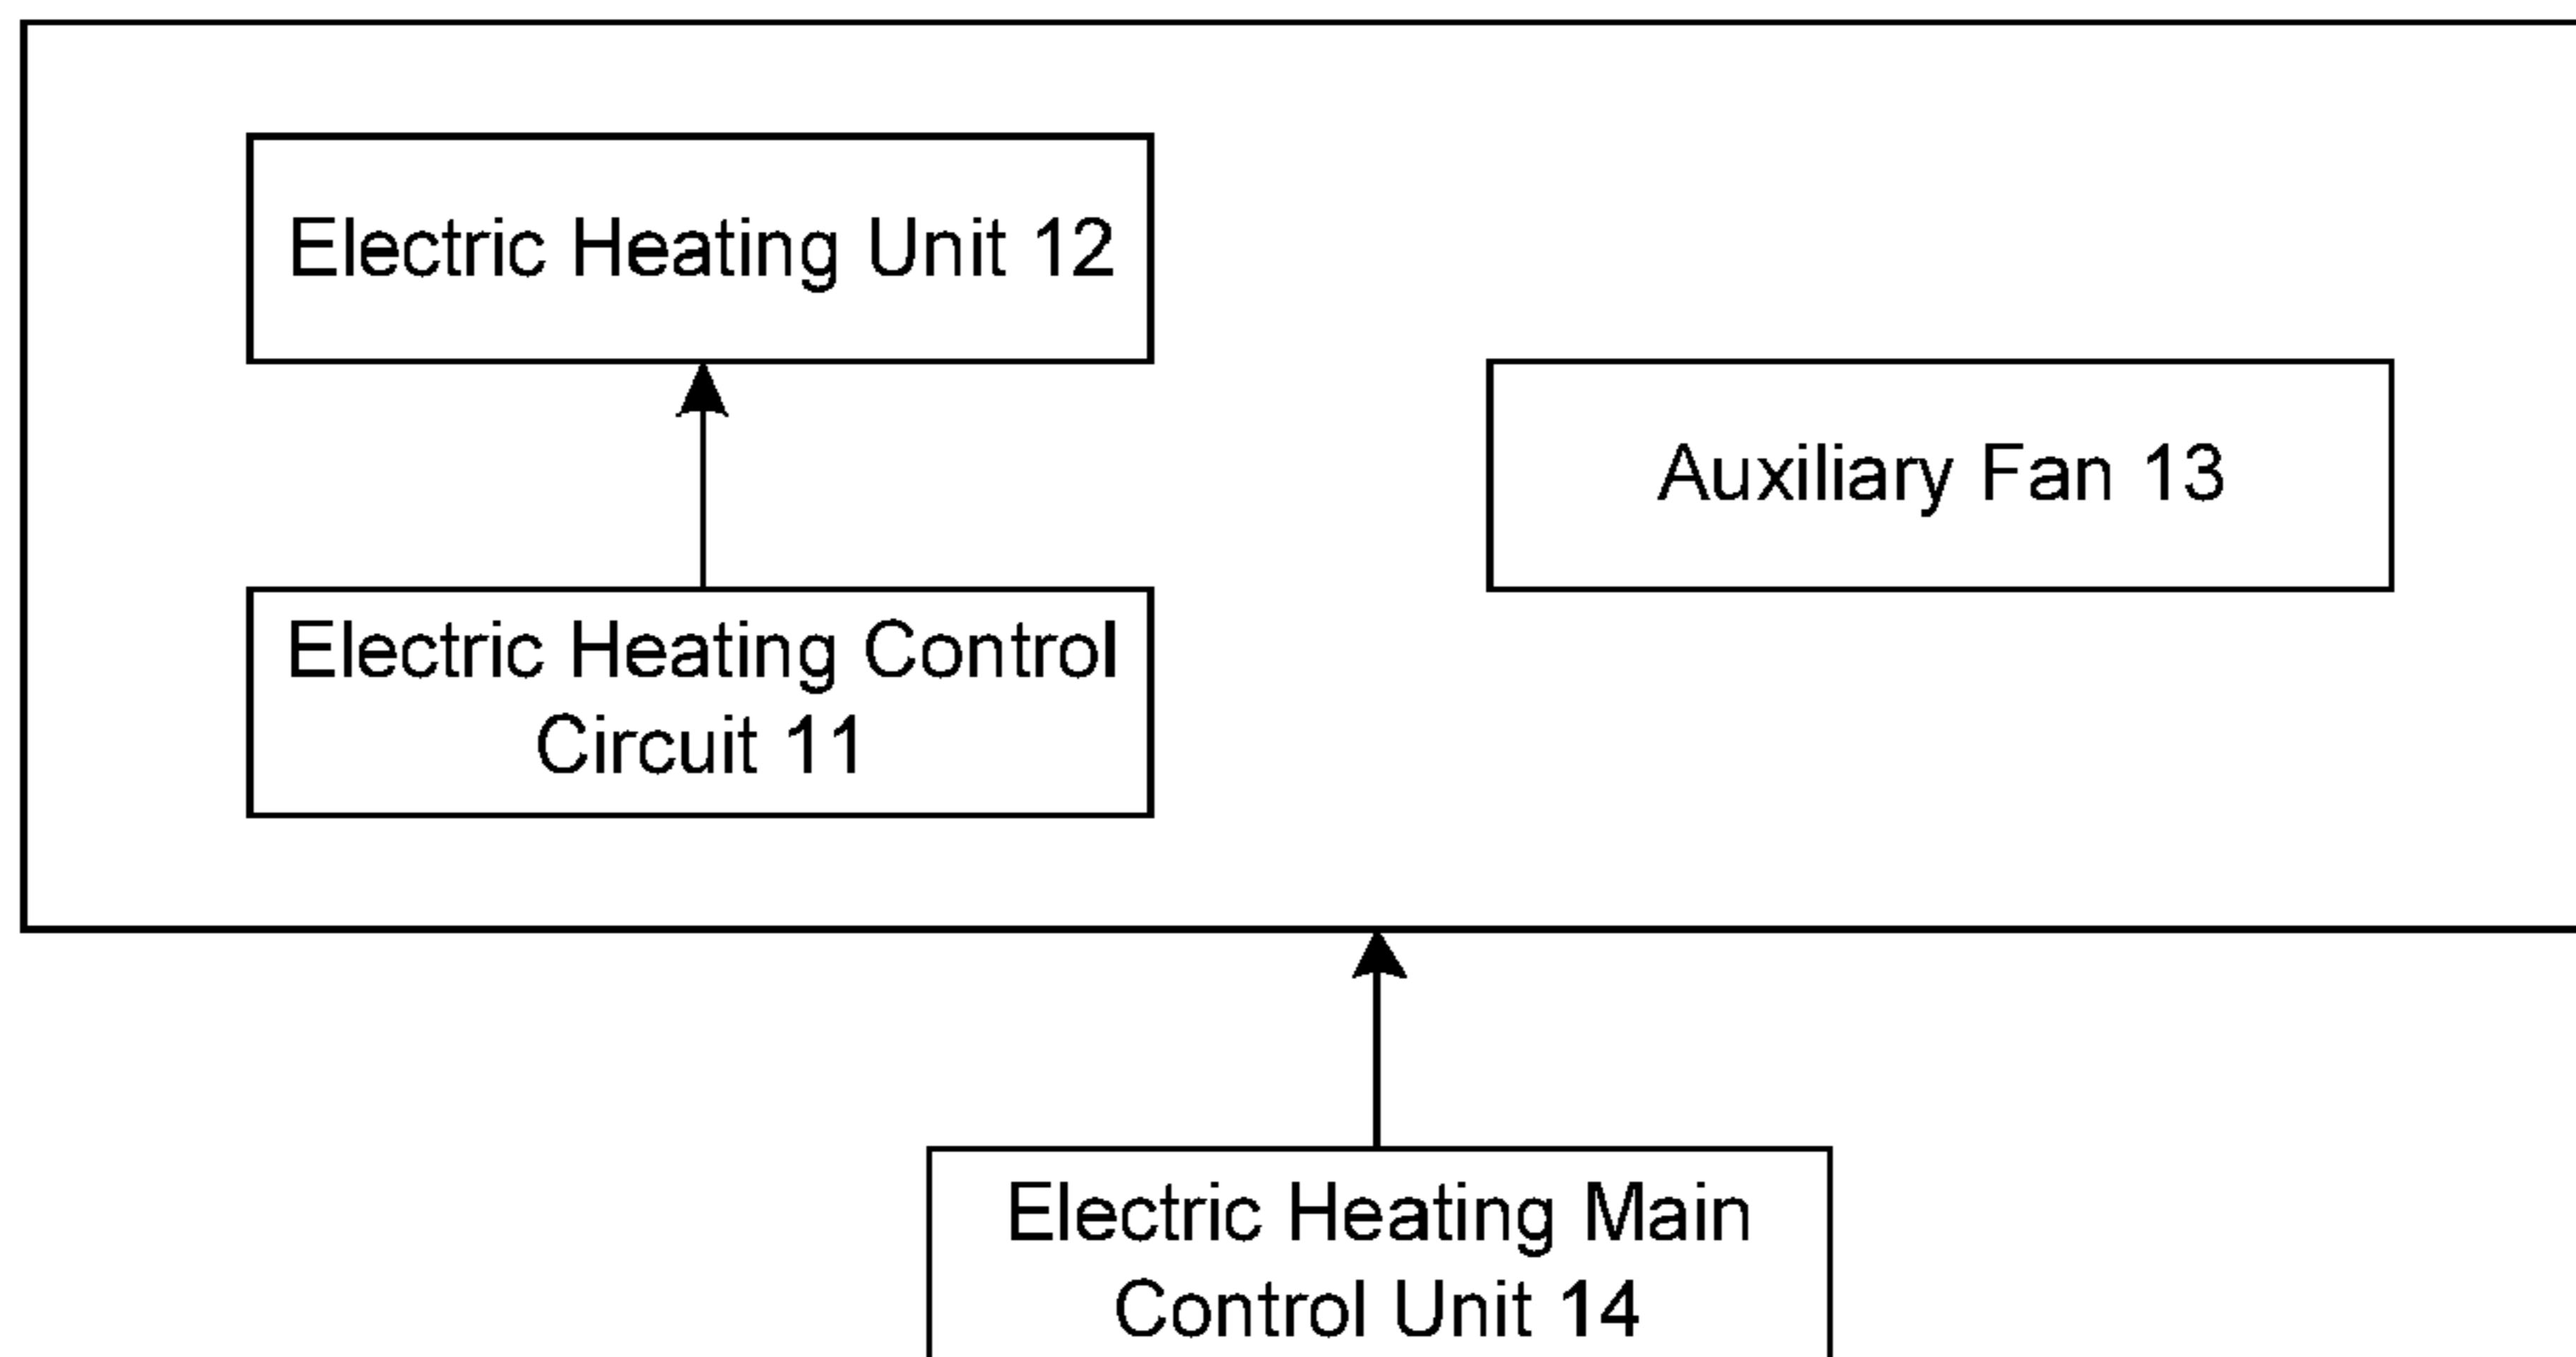 Electric Heating Unit 12
Auxiliary Fan 13
Electric Heating Control
Circuit 11
Electric Heating Main
Control Unit 14